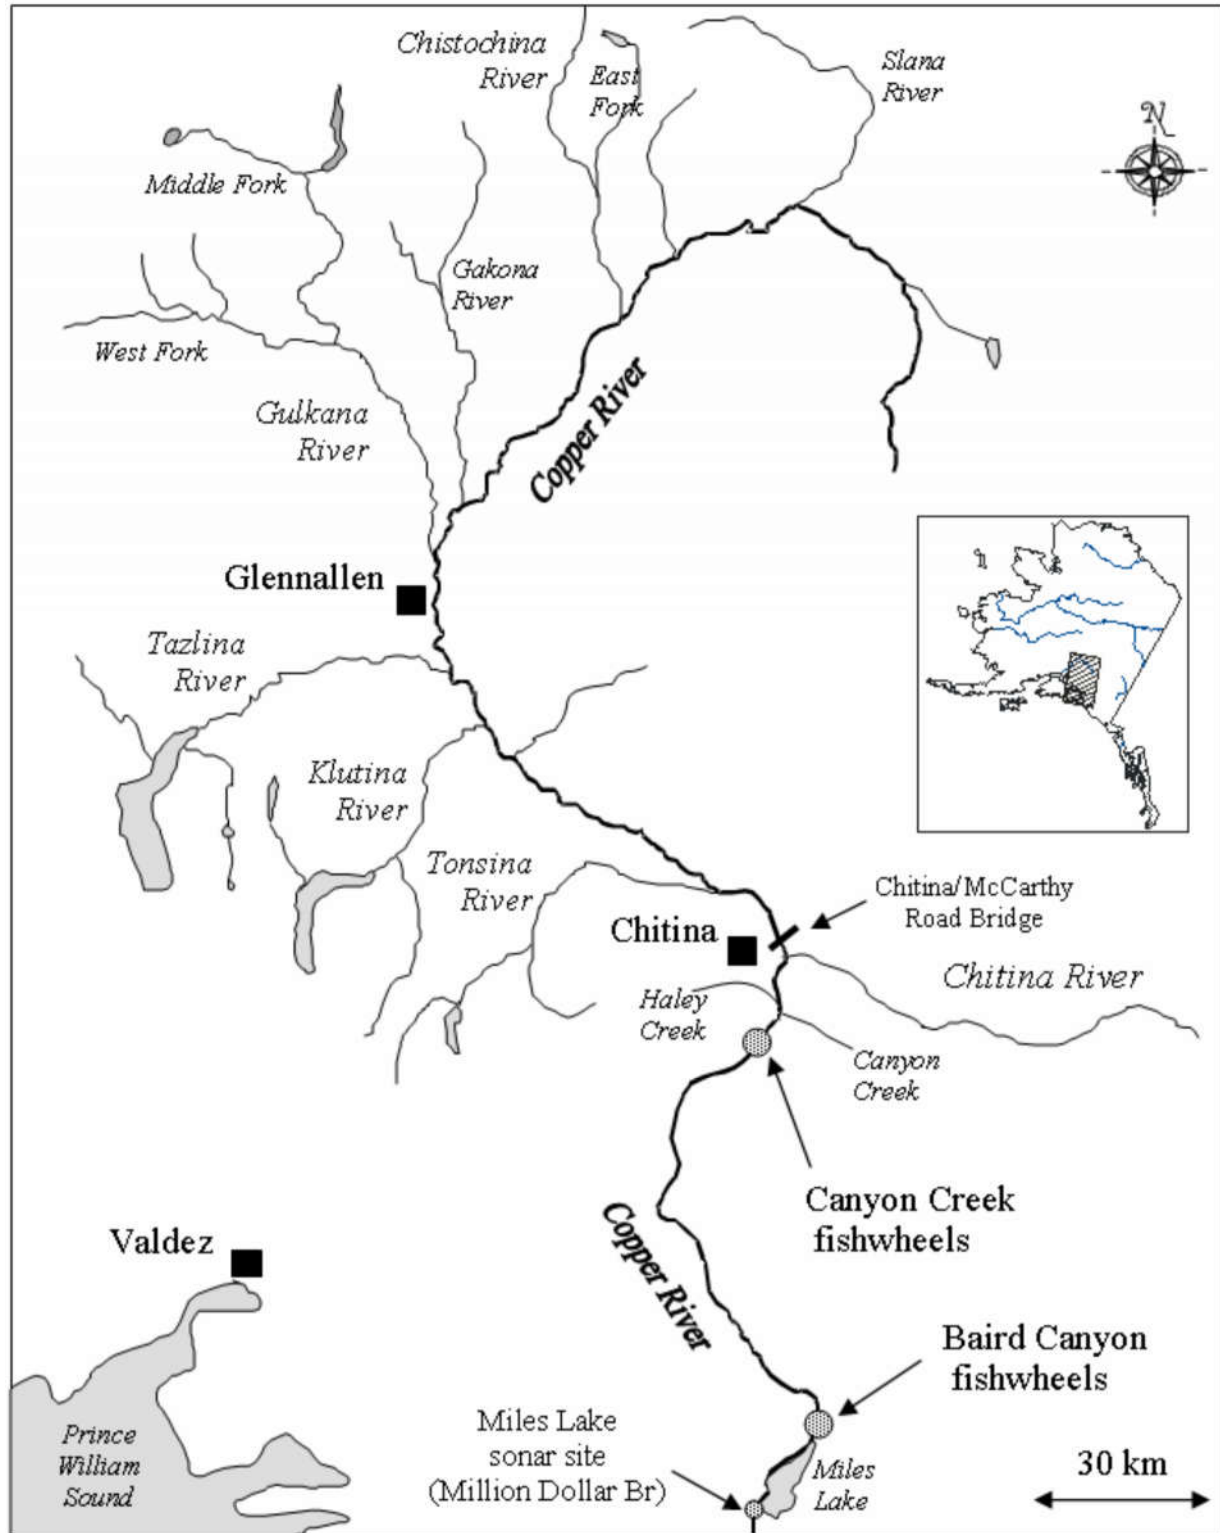 Chistochina
River
East
Fork
Slana
River
N
Middle Fork
Gakona
River
West Fork
Gulkana
River
Copper River
Glennallen
Tazlina
River
Klutina
River
Tonsina
River
Chitina/McCarthy
Road Bridge
Chitina
Chitina River
Haley
Creek
Canyon
Creek
Canyon Creek
fishwheels
Copper River
Valdez
Baird Canyon
fishwheels
Prince
William
Sound
Miles Lake
sonar site
(Million Dollar Br)
Miles
Lake
30 km